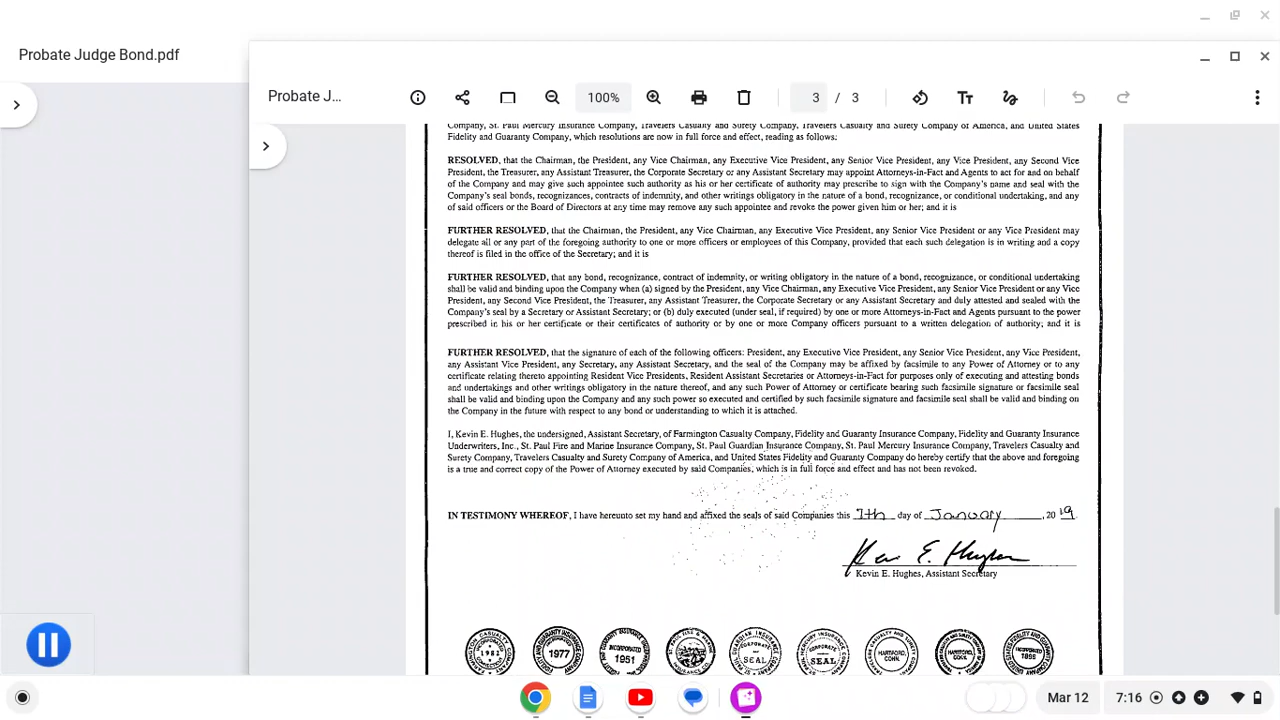 Probate Judge Bond.pdf
Probate J...
100%
3 / 3
Company, St. Paul Mercury Insurance Company, Travelers Casualty and Surety Company, Travelers Casualty and Surety Company of America, and United States
Fidelity and Guaranty Company, which resolutions are now in full force and effect, reading as follows:
RESOLVED, that the Chairman, the President, any Vice Chairman, any Executive Vice President, any Senior Vice President, any Vice President, any Second Vice
President, the Treasurer, any Assistant Treasurer, the Corporate Secretary or any Assistant Secretary may appoint Attorneys-in-Fact and Agents to act for and on behalf
of the Company and may give such appointee such authority as his or her certificate of authority may prescribe to sign with the Company's name and seal with the
Company's seal bonds, recognizances, contracts of indemnity, and other writings obligatory in the nature of a bond, recognizance, or conditional undertaking, and any
of said officers or the Board of Directors at any time may remove any such appointee and revoke the power given him or her; and it is
FURTHER RESOLVED, that the Chairman, the President, any Vice Chairman, any Executive Vice President, any Senior Vice President or any Vice President may
delegate all or any part of the foregoing authority to one or more officers or employees of this Company, provided that each such delegation is in writing and a copy
thereof is filed in the office of the Secretary; and it is
FURTHER RESOLVED, that any bond, recognizance, contract of indemnity, or writing obligatory in the nature of a bond, recognizance, or conditional undertaking
shall be valid and binding upon the Company when (a) signed by the President, any Vice Chairman, any Executive Vice President, any Senior Vice President or any Vice
President, any Second Vice President, the Treasurer, any Assistant Treasurer, the Corporate Secretary or any Assistant Secretary and duly attested and sealed with the
Company's seal by a Secretary or Assistant Secretary; or (b) duly executed (under seal, if required) by one or more Attorneys-in-Fact and Agents pursuant to the power
prescribed in his or her certificate or their certificates of authority or by one or more Company officers pursuant to a written delegation of authority; and it is
FURTHER RESOLVED, that the signature of each of the following officers: President, any Executive Vice President, any Senior Vice President, any Vice President,
any Assistant Vice President, any Secretary, any Assistant Secretary, and the seal of the Company may be affixed by facsimile to any Power of Attorney or to any
certificate relating thereto appointing Resident Vice Presidents, Resident Assistant Secretaries or Attorneys-in-Fact for purposes only of executing and attesting bonds
and undertakings and other writings obligatory in the nature thereof, and any such Power of Attorney or certificate bearing such facsimile signature or facsimile seal
shall be valid and binding upon the Company and any such power so executed and certified by such facsimile signature and facsimile seal shall be valid and binding on
the Company in the future with respect to any bond or understanding to which it is attached.
I, Kevin E. Hughes, the undersigned, Assistant Secretary, of Farmington Casualty Company, Fidelity and Guaranty Insurance Company, Fidelity and Guaranty Insurance
Underwriters, Inc., St. Paul Fire and Marine Insurance Company, St. Paul Guardian Insurance Company, St. Paul Mercury Insurance Company, Travelers Casualty and
Surety Company, Travelers Casualty and Surety Company of America, and United States Fidelity and Guaranty Company do hereby certify that the above and foregoing
is a true and correct copy of the Power of Attorney executed by said Companies, which is in full force and effect and has not been revoked.
IN TESTIMONY WHEREOF, I have hereunto set my hand and affixed the seals of said Companies this 7th day of January, 2019.
Kevin E. Hughes
Kevin E. Hughes, Assistant Secretary
1982
1977
INCORPORATED 1951
CORPORATE SEAL
CORPORATE SEAL
HARTFORD, CONN.
HARTFORD, CONN.
INCORPORATED 1896
Mar 12
7:16